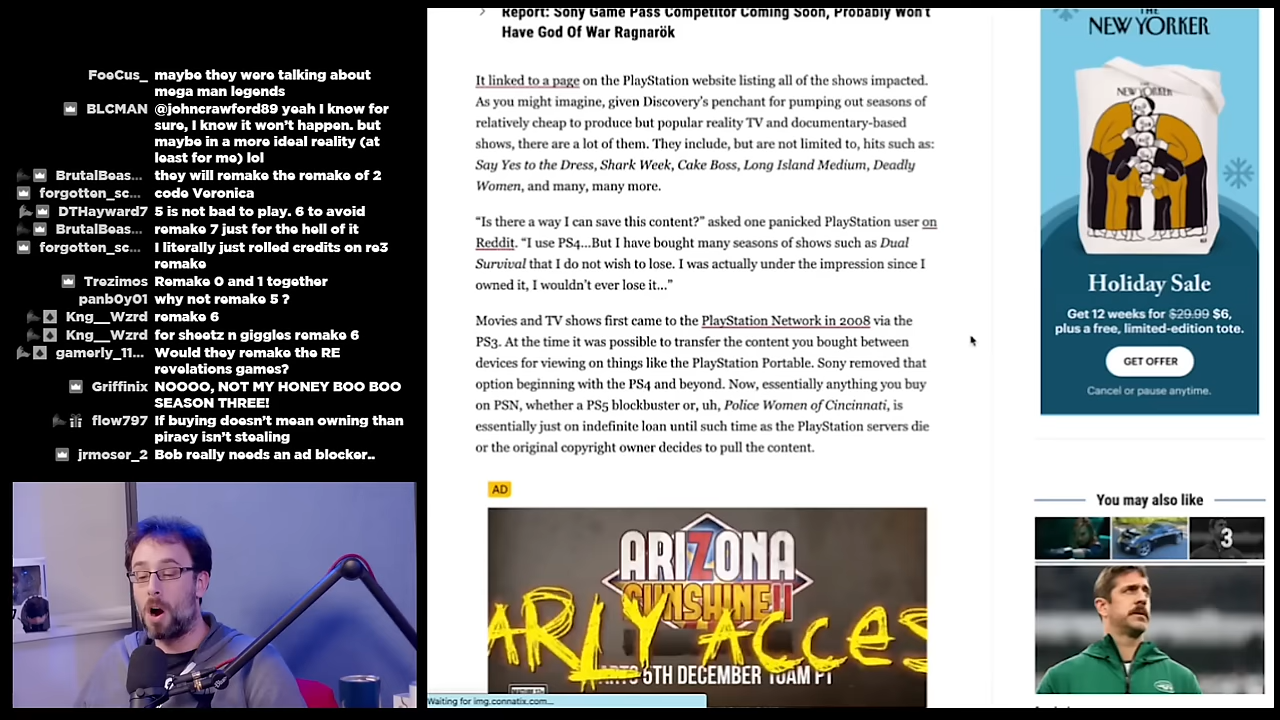 FoeCus_ maybe they were talking about
mega man legends
BLCMAN @johncrawford89 yeah I know for
sure, I know it won't happen. but
maybe in a more ideal reality (at
least for me) lol
BrutalBeas... they will remake the remake of 2
forgotten_sc... code Veronica
DTHayward7 5 is not bad to play. 6 to avoid
BrutalBeas... remake 7 just for the hell of it
forgotten_sc... I literally just rolled credits on re3
remake
Trezimos Remake 0 and 1 together
panb0y01 why not remake 5 ?
Kng__Wzrd remake 6
Kng__Wzrd for sheetz n giggles remake 6
gamerly_11... Would they remake the RE
revelations games?
Griffinix NOOOO, NOT MY HONEY BOO BOO
SEASON THREE!
flow797 If buying doesn't mean owning than
piracy isn't stealing
jrmoser_2 Bob really needs an ad blocker..
Report: Sony Game Pass Competitor Coming Soon, Probably Won't
Have God Of War Ragnarök
It linked to a page on the PlayStation website listing all of the shows impacted.
As you might imagine, given Discovery's penchant for pumping out seasons of
relatively cheap to produce but popular reality TV and documentary-based
shows, there are a lot of them. They include, but are not limited to, hits such as:
Say Yes to the Dress, Shark Week, Cake Boss, Long Island Medium, Deadly
Women, and many, many more.
"Is there a way I can save this content?" asked one panicked PlayStation user on
Reddit. "I use PS4...But I have bought many seasons of shows such as Dual
Survival that I do not wish to lose. I was actually under the impression since I
owned it, I wouldn't ever lose it..."
Movies and TV shows first came to the PlayStation Network in 2008 via the
PS3. At the time it was possible to transfer the content you bought between
devices for viewing on things like the PlayStation Portable. Sony removed that
option beginning with the PS4 and beyond. Now, essentially anything you buy
on PSN, whether a PS5 blockbuster or, uh, Police Women of Cincinnati, is
essentially just on indefinite loan until such time as the PlayStation servers die
or the original copyright owner decides to pull the content.
AD
ARIZONA
SUNSHINE II
ARLY ACCES
5TH DECEMBER 10AM PT
Waiting for img.connatix.com...
THE
NEW YORKER
NEW YORKER
Holiday Sale
Get 12 weeks for $29.99 $6,
plus a free, limited-edition tote.
GET OFFER
Cancel or pause anytime.
You may also like
3